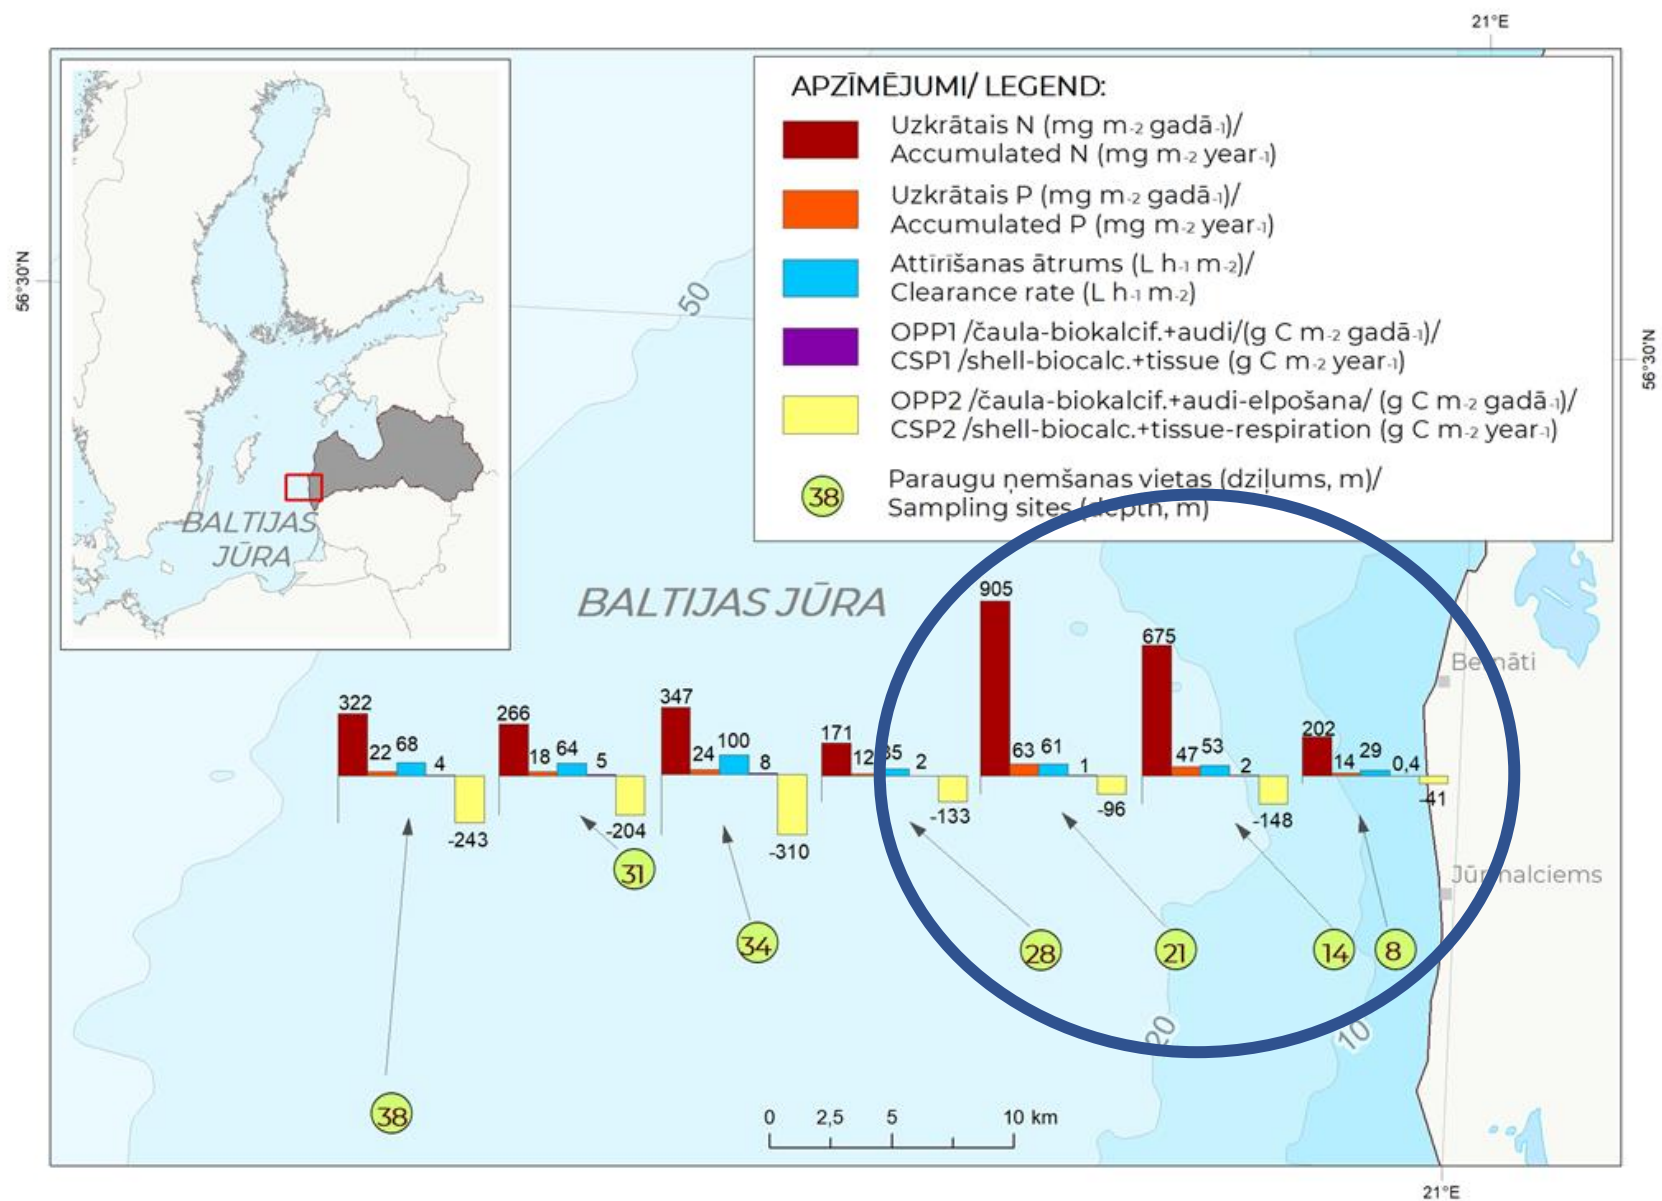 21°E
56°30'N
56°30'N
APZĪMĒJUMI/ LEGEND:
Uzkrātais N (mg m-2 gadā-1)/
Accumulated N (mg m-2 year-1)
Uzkrātais P (mg m-2 gadā-1)/
Accumulated P (mg m-2 year-1)
Attīrīšanas ātrums (L h-1 m-2)/
Clearance rate (L h-1 m-2)
OPP1 /čaula-biokalcif.+audi/(g C m-2 gadā-1)/
CSP1 /shell-biocalc.+tissue (g C m-2 year-1)
OPP2 /čaula-biokalcif.+audi-elpošana/ (g C m-2 gadā-1)/
CSP2 /shell-biocalc.+tissue-respiration (g C m-2 year-1)
38
Paraugu ņemšanas vietas (dziļums, m)/
Sampling sites (depth, m)
50
BALTIJAS
JŪRA
BALTIJAS JŪRA
322 22 68 4 -243
266 18 64 5 -204
347 24 100 8 -310
171 12 35 2 -133
905 63 61 1 -96
675 47 53 2 -148
202 14 29 0,4 -41
Bernāti
Jūrmalciems
31
34
28
21
14
8
38
20
10
0 2,5 5 10 km
21°E